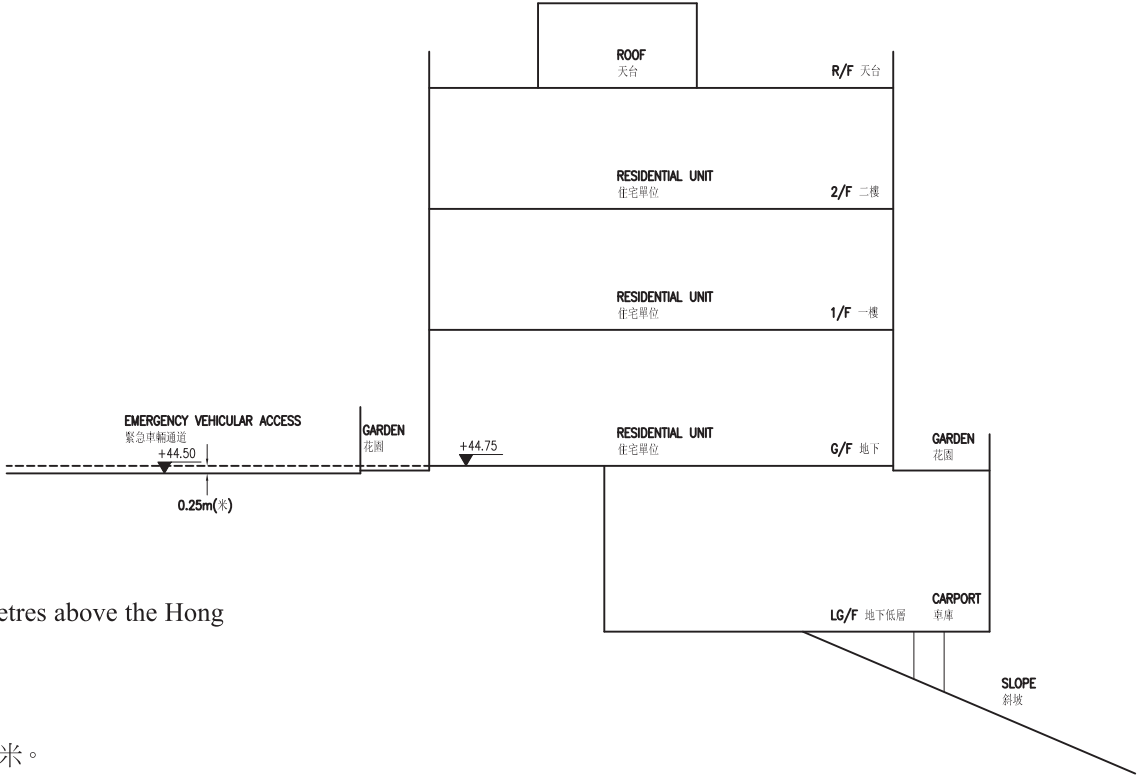 ROOF
天台
R/F 天台
RESIDENTIAL UNIT
住宅單位
2/F 二樓
RESIDENTIAL UNIT
住宅單位
1/F 一樓
EMERGENCY VEHICULAR ACCESS
緊急車輛通道
+44.50
0.25m(米)
GARDEN
花園
+44.75
RESIDENTIAL UNIT
住宅單位
G/F 地下
GARDEN
花園
etres above the Hong
LG/F 地下低層
CARPORT
車庫
SLOPE
斜坡
米。